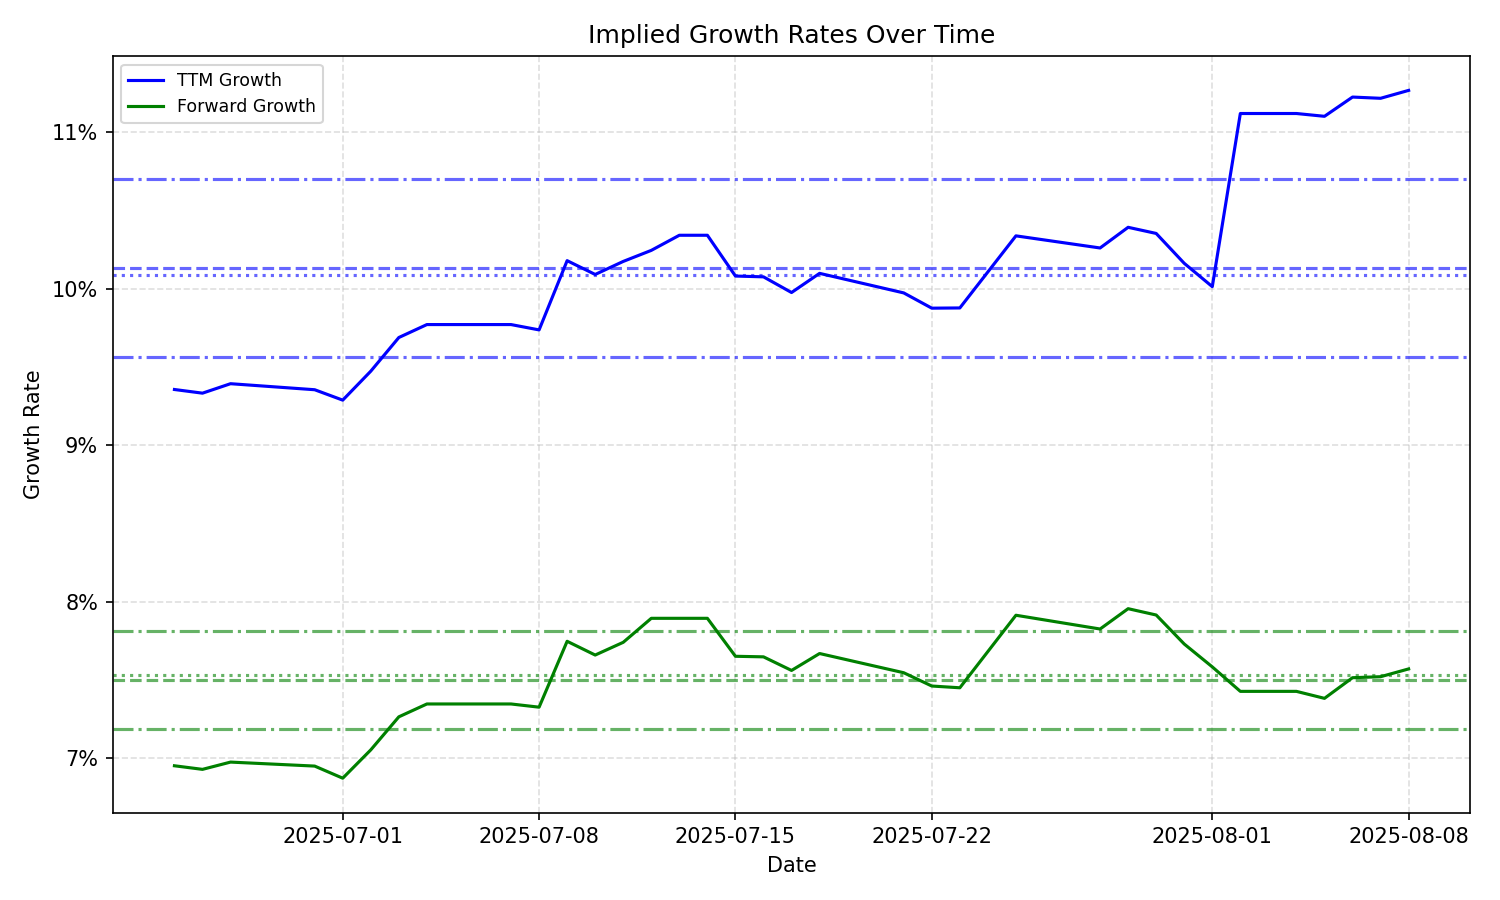 Implied Growth Rates Over Time
TTM Growth
Forward Growth
11%
10%
9%
8%
7%
Growth Rate
2025-07-01
2025-07-08
2025-07-15
2025-07-22
2025-08-01
2025-08-08
Date